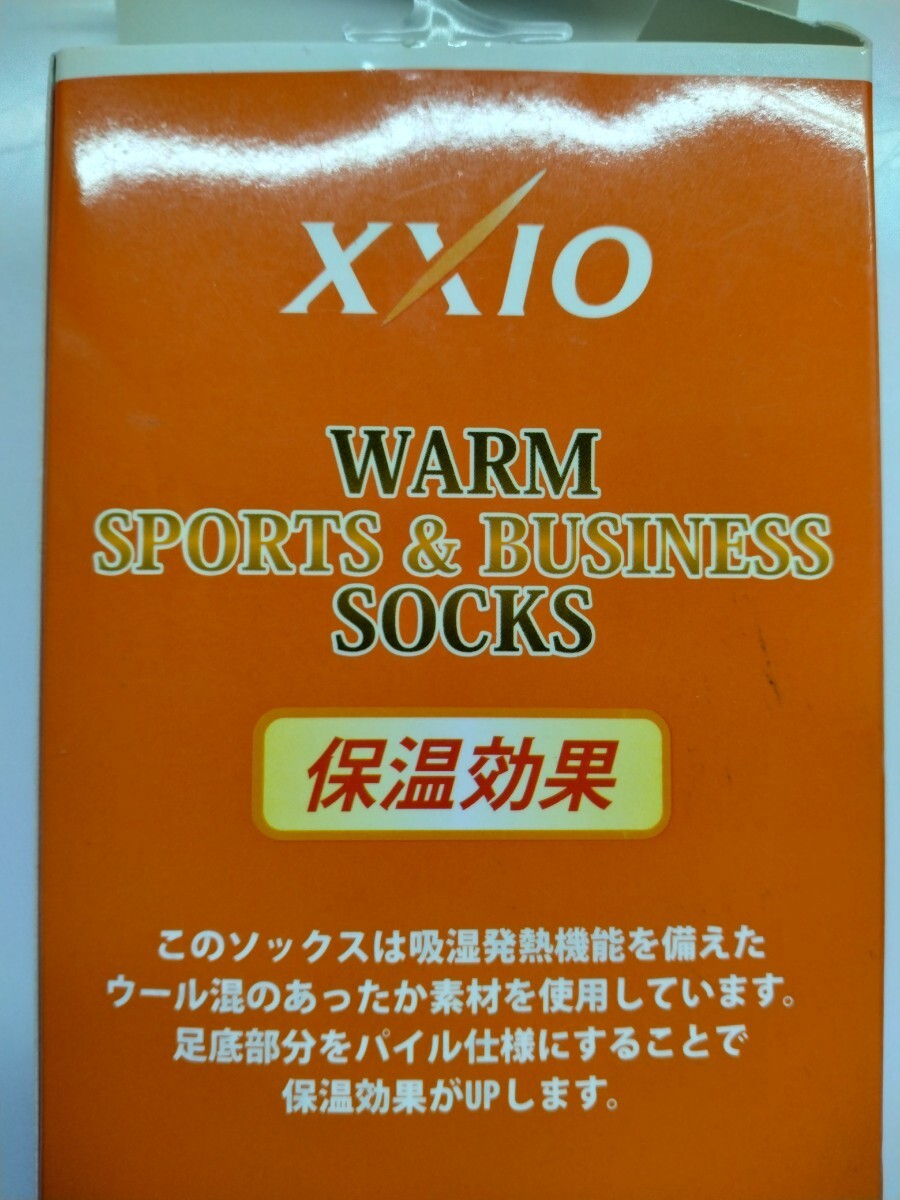 XXIO
WARM
SPORTS & BUSINESS
SOCKS
保温効果
このソックスは吸湿発熱機能を備えた
ウール混のあったか素材を使用しています。
足底部分をパイル仕様にすることで
保温効果がUPします。